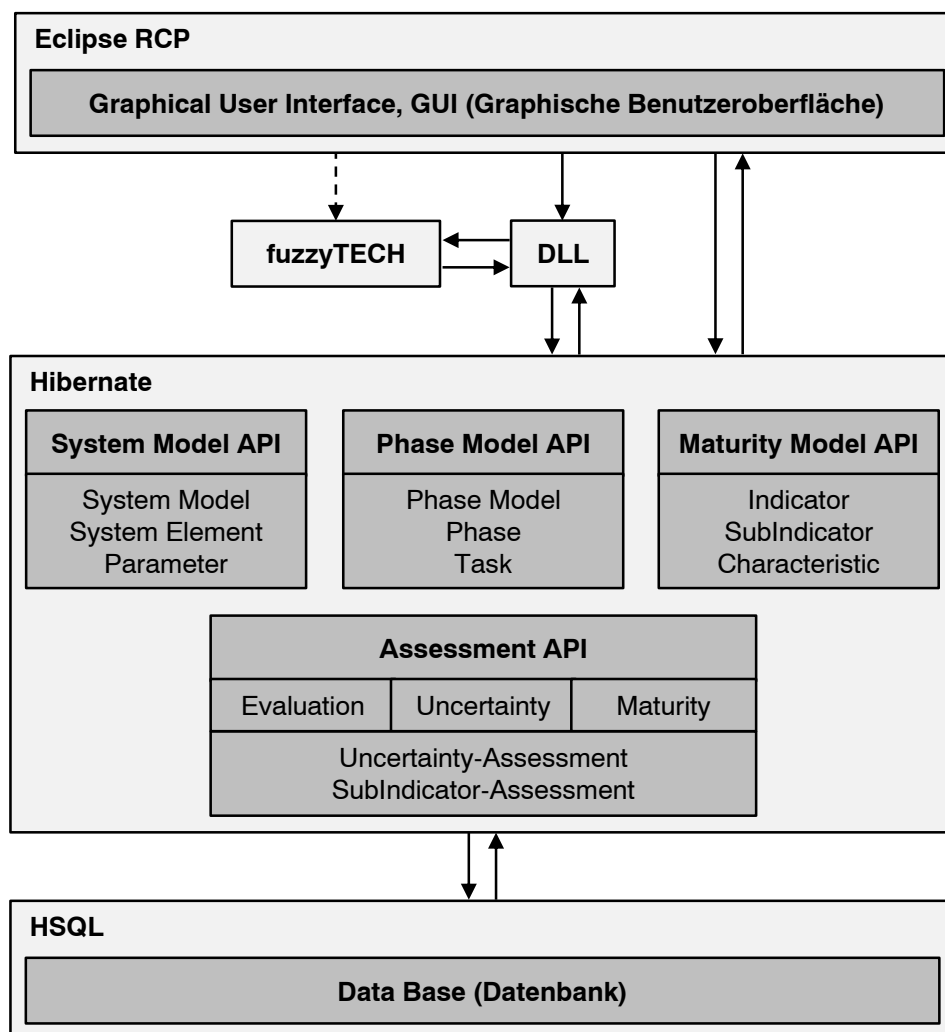 Eclipse RCP
Graphical User Interface, GUI (Graphische Benutzeroberfläche)
fuzzyTECH
DLL
Hibernate
System Model API
System Model
System Element
Parameter
Phase Model API
Phase Model
Phase
Task
Maturity Model API
Indicator
SubIndicator
Characteristic
Assessment API
Evaluation
Uncertainty
Maturity
Uncertainty-Assessment
SubIndicator-Assessment
HSQL
Data Base (Datenbank)